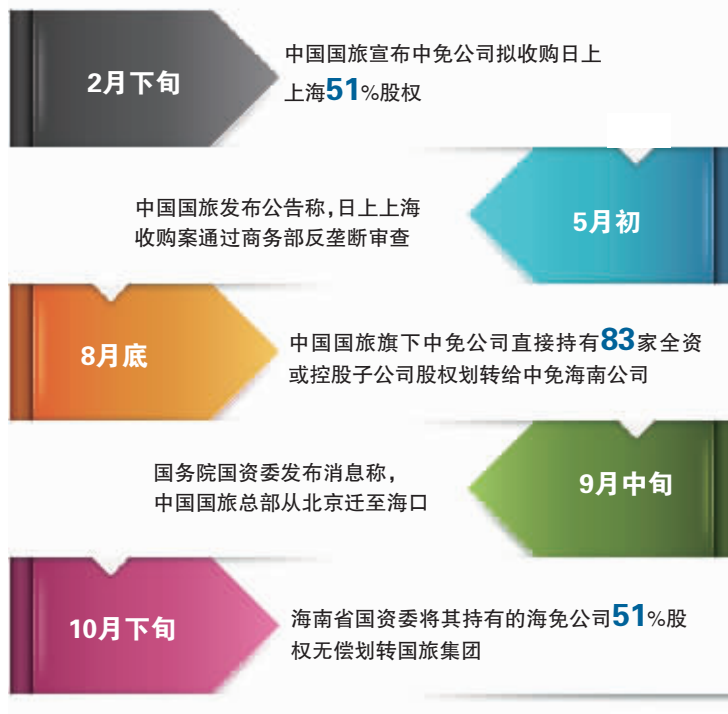 2月下旬
中国国旅宣布中免公司拟收购日上
上海51%股权
5月初
中国国旅发布公告称，日上上海
收购案通过商务部反垄断审查
8月底
中国国旅旗下中免公司直接持有83家全资
或控股子公司股权划转给中免海南公司
9月中旬
国务院国资委发布消息称，
中国国旅总部从北京迁至海口
10月下旬
海南省国资委将其持有的海免公司51%股
权无偿划转国旅集团